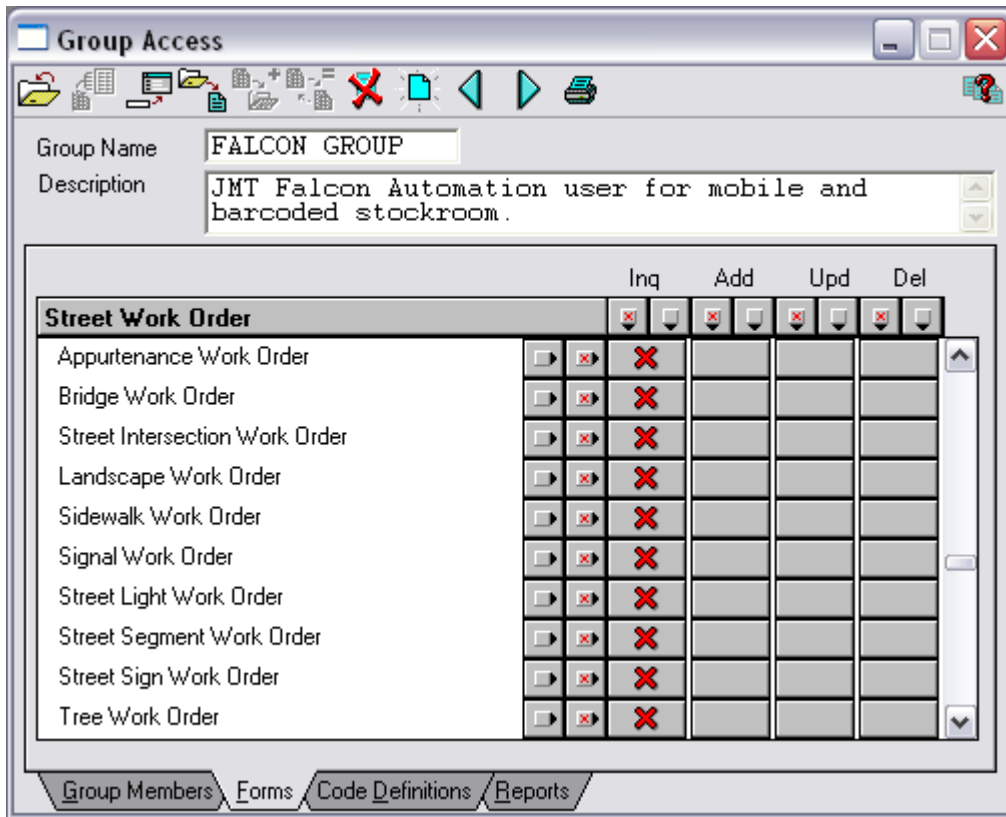 Group Access
Group Name FALCON GROUP
Description JMT Falcon Automation user for mobile and
barcoded stockroom.
Inq Add Upd Del
Street Work Order
Appurtenance Work Order
Bridge Work Order
Street Intersection Work Order
Landscape Work Order
Sidewalk Work Order
Signal Work Order
Street Light Work Order
Street Segment Work Order
Street Sign Work Order
Tree Work Order
Group Members Forms Code Definitions Reports